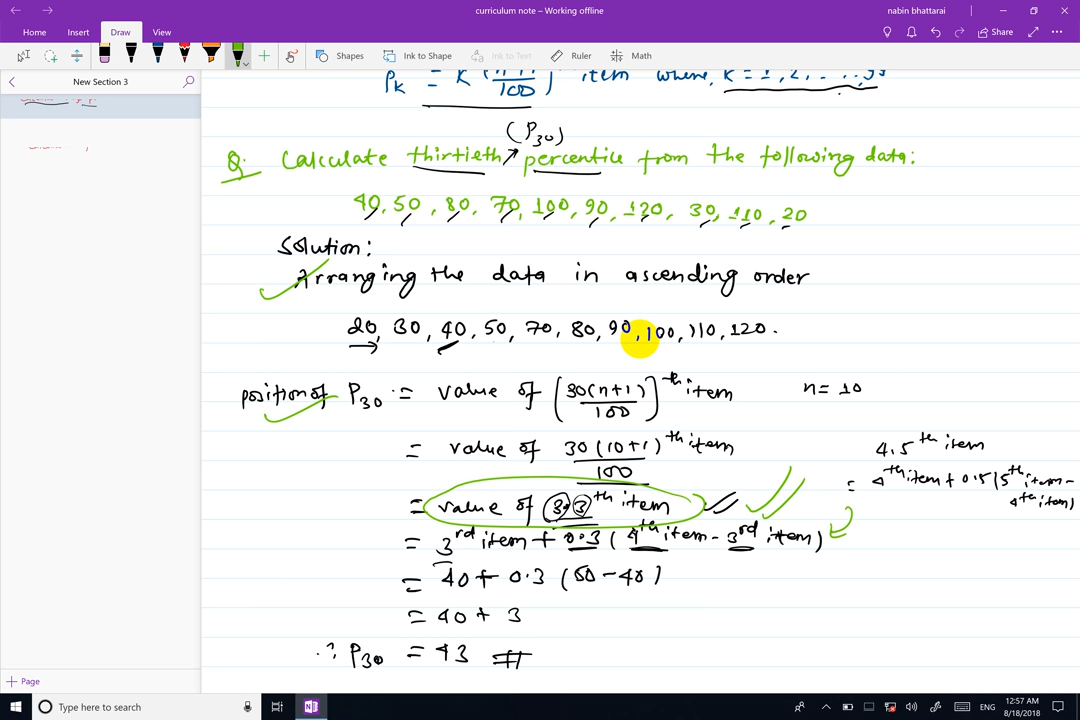 curriculum note – Working offline
nabin bhattarai
Home Insert Draw View
Share
Shapes Ink to Shape Ink to Text Ruler Math
New Section 3
Pk = K (n+1/100)th item where, K = 1, 2, ... , 99
(P30)
Q. Calculate thirtieth percentile from the following data:
40, 50, 80, 70, 100, 90, 120, 30, 110, 20
Solution:
Arranging the data in ascending order
20, 30, 40, 50, 70, 80, 90, 100, 110, 120.
position of P30 = value of (30(n+1)/100)th item n = 10
= value of 30(10+1)/100 th item
4.5th item
= 4th item + 0.5(5th item - 4th item)
= value of 3.3th item
= 3rd item + 0.3 (4th item - 3rd item)
= 40 + 0.3 (50 - 40)
= 40 + 3
∴ P30 = 43
Page
Type here to search
ENG
12:57 AM
8/18/2018